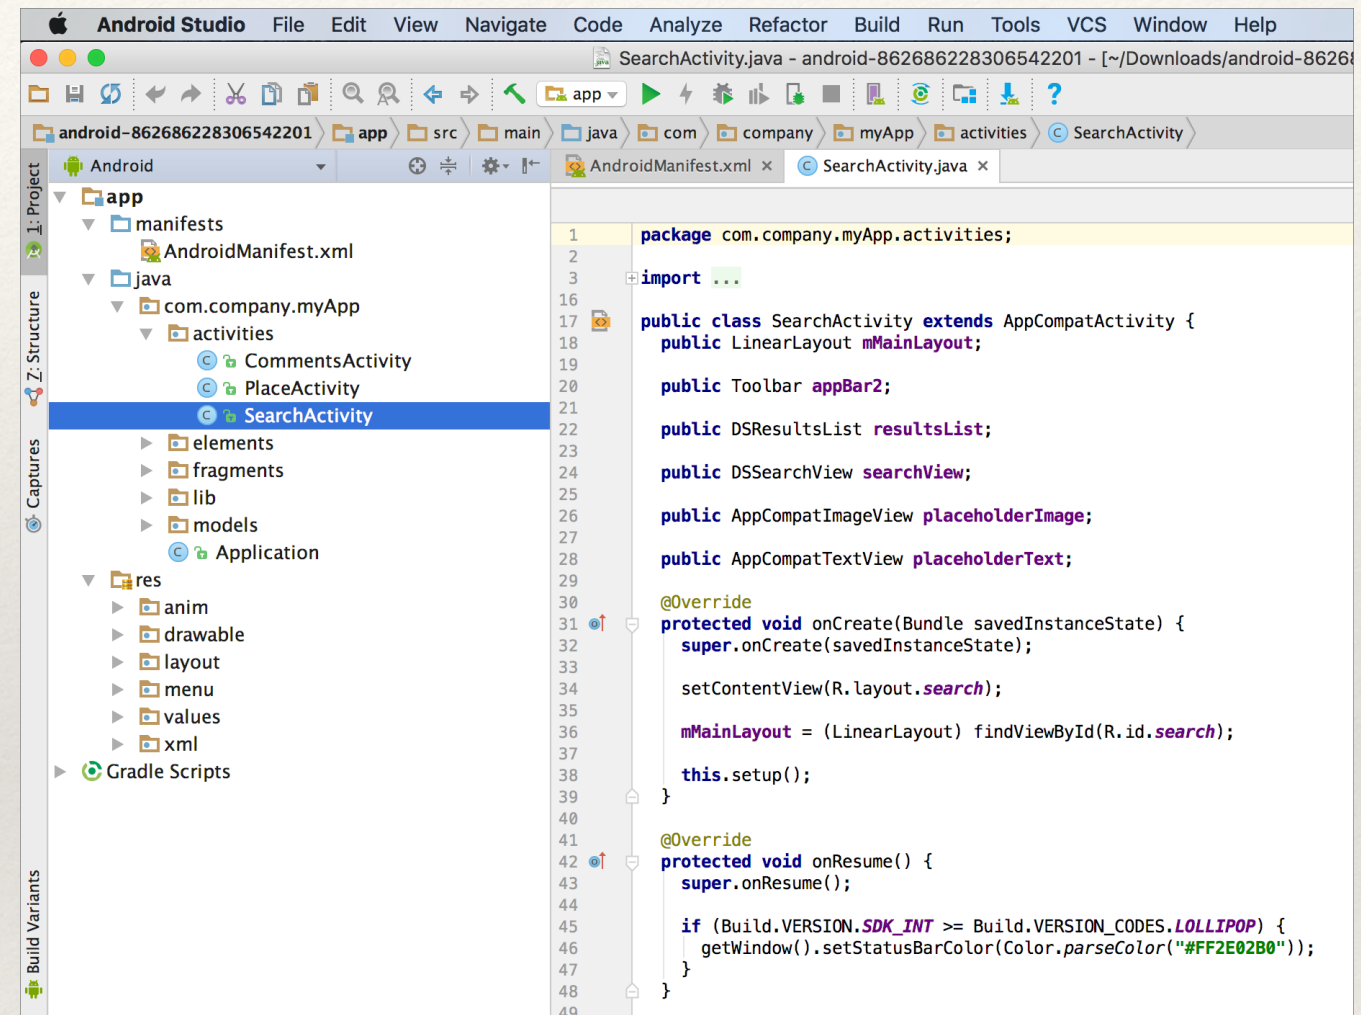 Android Studio File Edit View Navigate Code Analyze Refactor Build Run Tools VCS Window Help
SearchActivity.java - android-862686228306542201 - [~/Downloads/android-8626
app
android-862686228306542201 app src main java com company myApp activities SearchActivity
Android
AndroidManifest.xml × SearchActivity.java ×
1: Project
Z: Structure
Captures
Build Variants
app
manifests
AndroidManifest.xml
java
com.company.myApp
activities
CommentsActivity
PlaceActivity
SearchActivity
elements
fragments
lib
models
Application
res
anim
drawable
layout
menu
values
xml
Gradle Scripts
1 package com.company.myApp.activities;
2
3 import ...
16
17 public class SearchActivity extends AppCompatActivity {
18 public LinearLayout mMainLayout;
19
20 public Toolbar appBar2;
21
22 public DSResultsList resultsList;
23
24 public DSSearchView searchView;
25
26 public AppCompatImageView placeholderImage;
27
28 public AppCompatTextView placeholderText;
29
30 @Override
31 protected void onCreate(Bundle savedInstanceState) {
32 super.onCreate(savedInstanceState);
33
34 setContentView(R.layout.search);
35
36 mMainLayout = (LinearLayout) findViewById(R.id.search);
37
38 this.setup();
39 }
40
41 @Override
42 protected void onResume() {
43 super.onResume();
44
45 if (Build.VERSION.SDK_INT >= Build.VERSION_CODES.LOLLIPOP) {
46 getWindow().setStatusBarColor(Color.parseColor("#FF2E02B0"));
47 }
48 }
49